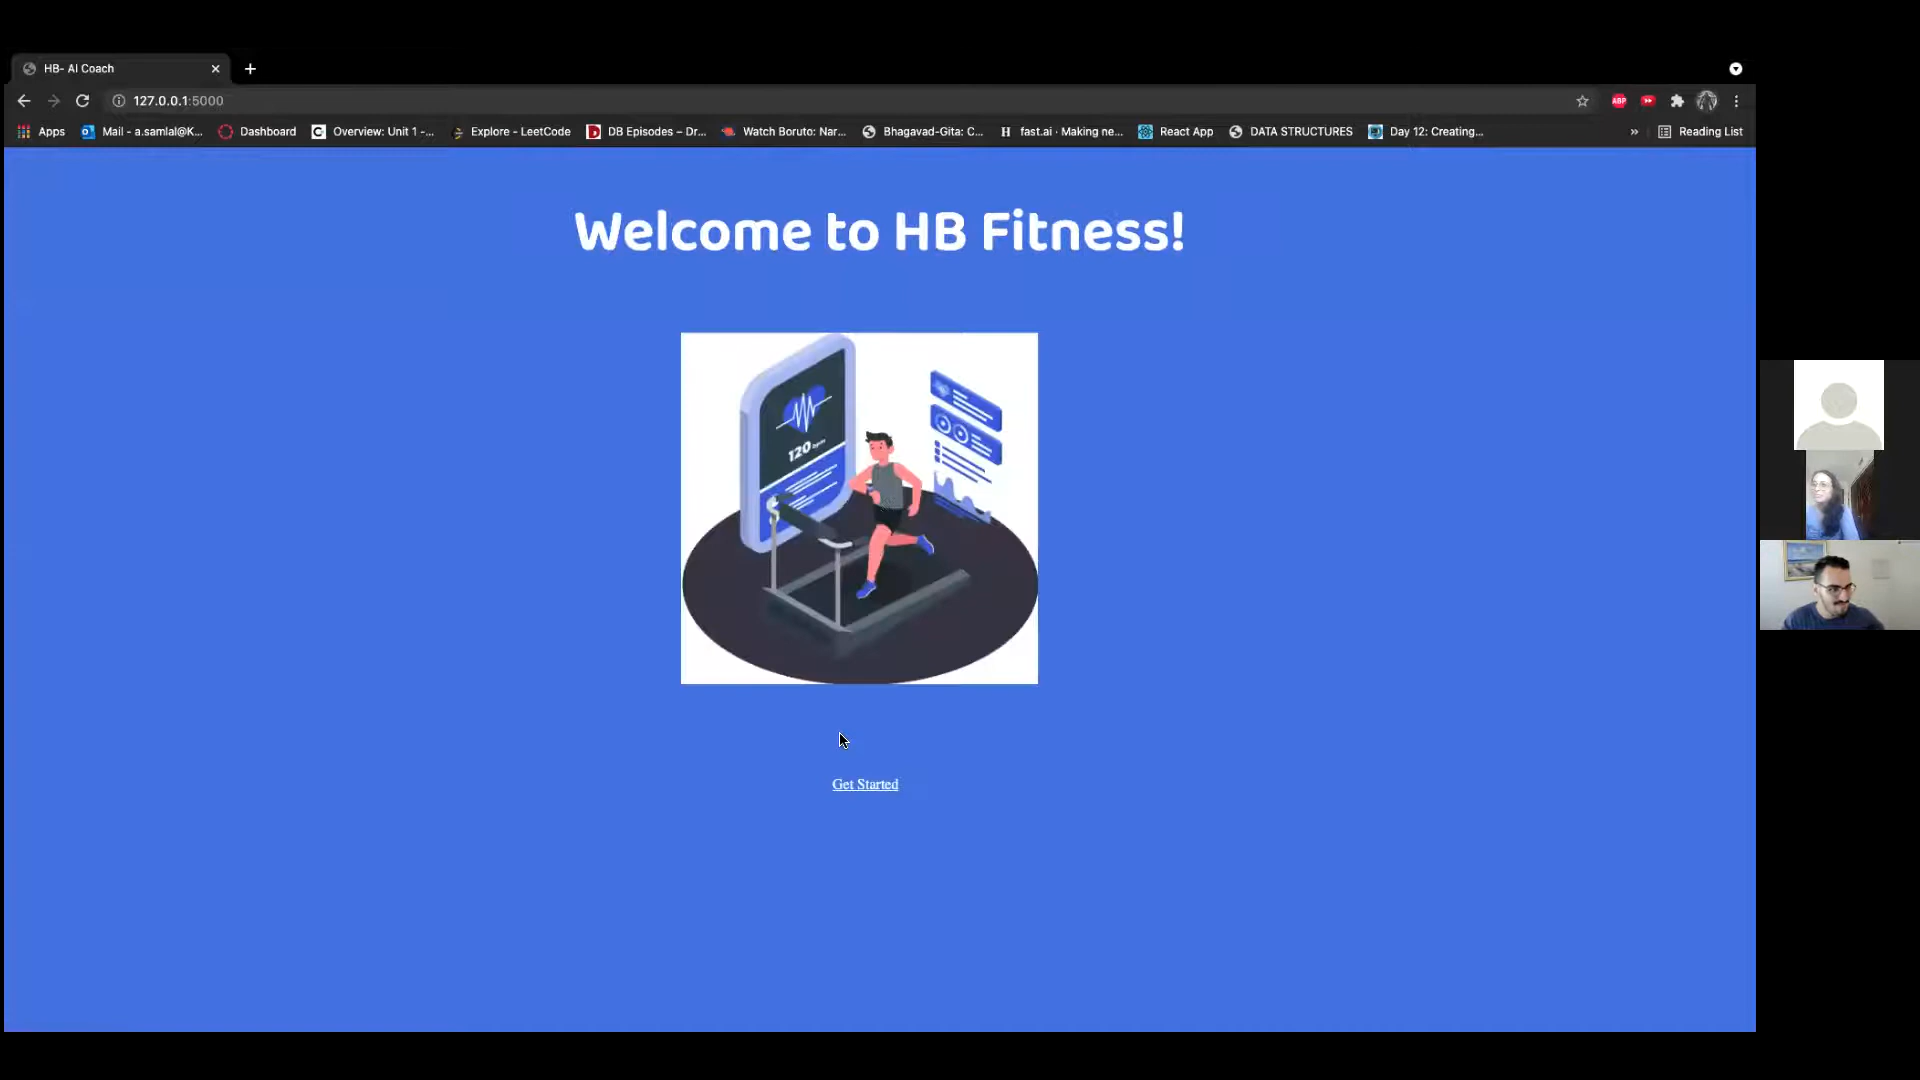 HB- AI Coach
127.0.0.1:5000
ABP
Apps
Mail - a.samlal@K...
Dashboard
Overview: Unit 1 -...
Explore - LeetCode
DB Episodes – Dr...
Watch Boruto: Nar...
Bhagavad-Gita: C...
fast.ai · Making ne...
React App
DATA STRUCTURES
Day 12: Creating...
»
Reading List
Welcome to HB Fitness!
120 bpm
Get Started